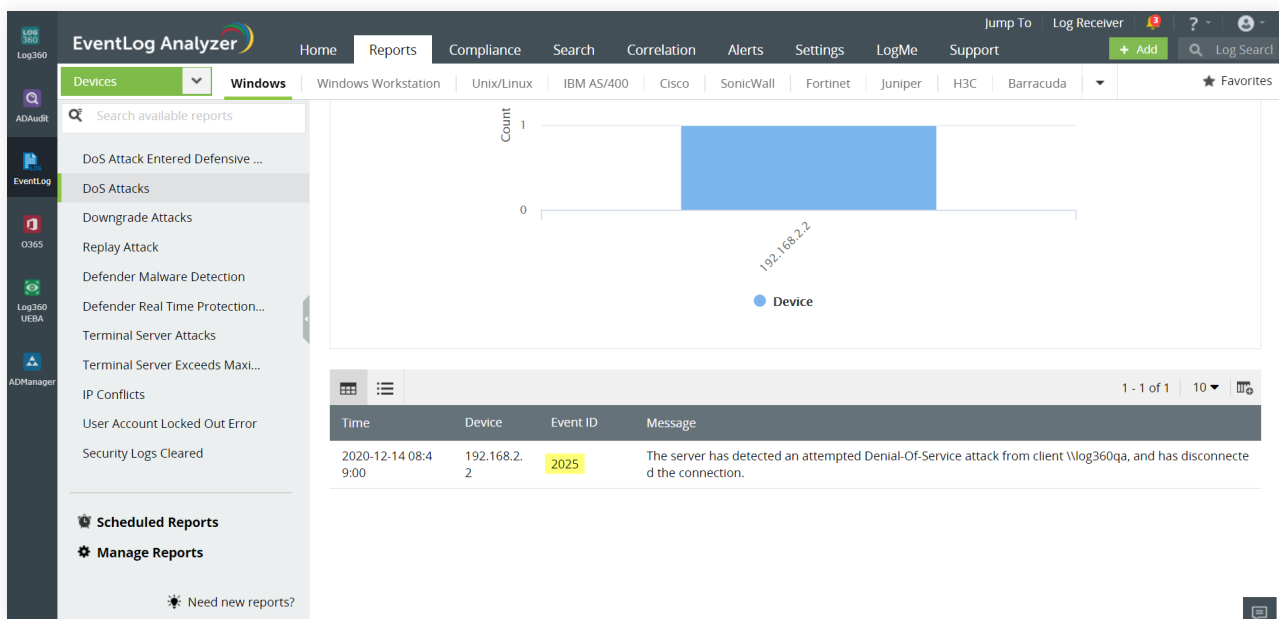 Jump To Log Receiver 3 ?
LOG 360
Log360
EventLog Analyzer
Home Reports Compliance Search Correlation Alerts Settings LogMe Support
+ Add Log Search
Devices Windows Windows Workstation Unix/Linux IBM AS/400 Cisco SonicWall Fortinet Juniper H3C Barracuda Favorites
ADAudit
EventLog
O365
Log360
UEBA
ADManager
Search available reports
DoS Attack Entered Defensive ...
DoS Attacks
Downgrade Attacks
Replay Attack
Defender Malware Detection
Defender Real Time Protection...
Terminal Server Attacks
Terminal Server Exceeds Maxi...
IP Conflicts
User Account Locked Out Error
Security Logs Cleared
Scheduled Reports
Manage Reports
Need new reports?
Count
1
0
192.168.2.2
Device
1 - 1 of 1 10
Time Device Event ID Message
2020-12-14 08:4
9:00
192.168.2.
2
2025
The server has detected an attempted Denial-Of-Service attack from client \\log360qa, and has disconnecte
d the connection.